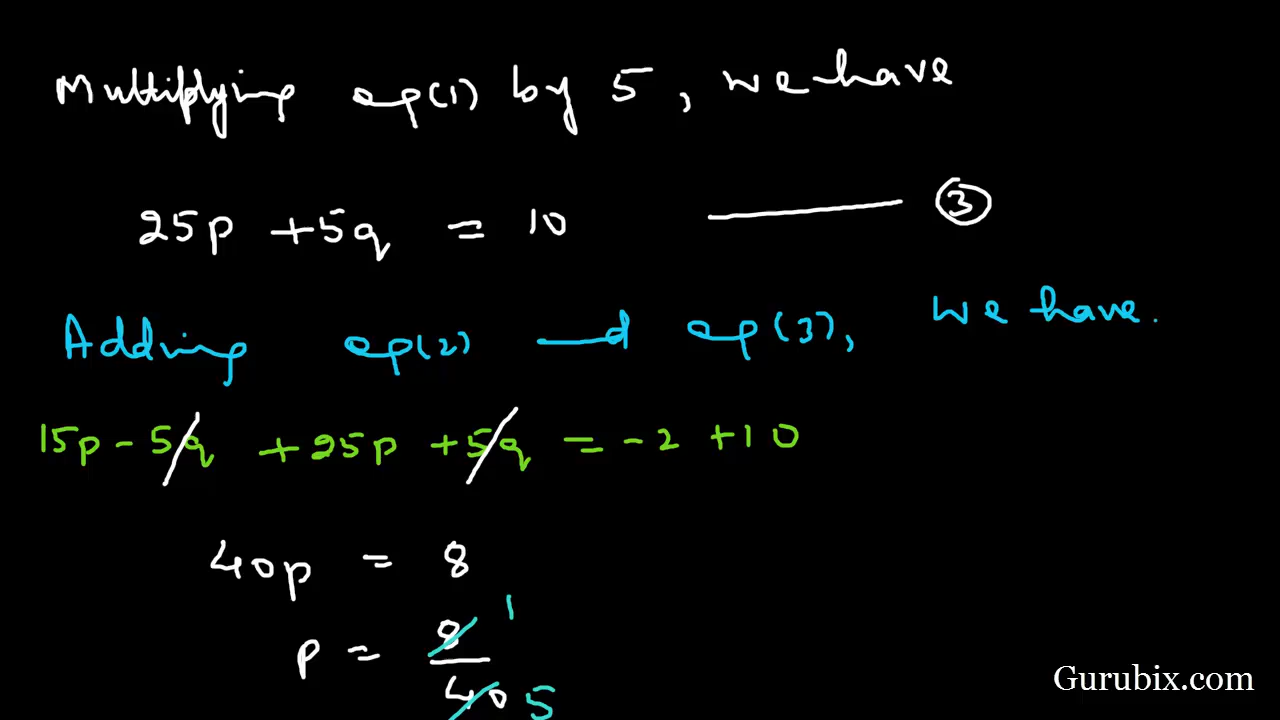 Multiplying eq(1) by 5, we have
25p + 5q = 10 ——— ③
Adding eq(2) and eq(3), we have.
15p - 5q + 25p + 5q = -2 + 10
40p = 8
p = 8/40 1/5
Gurubix.com